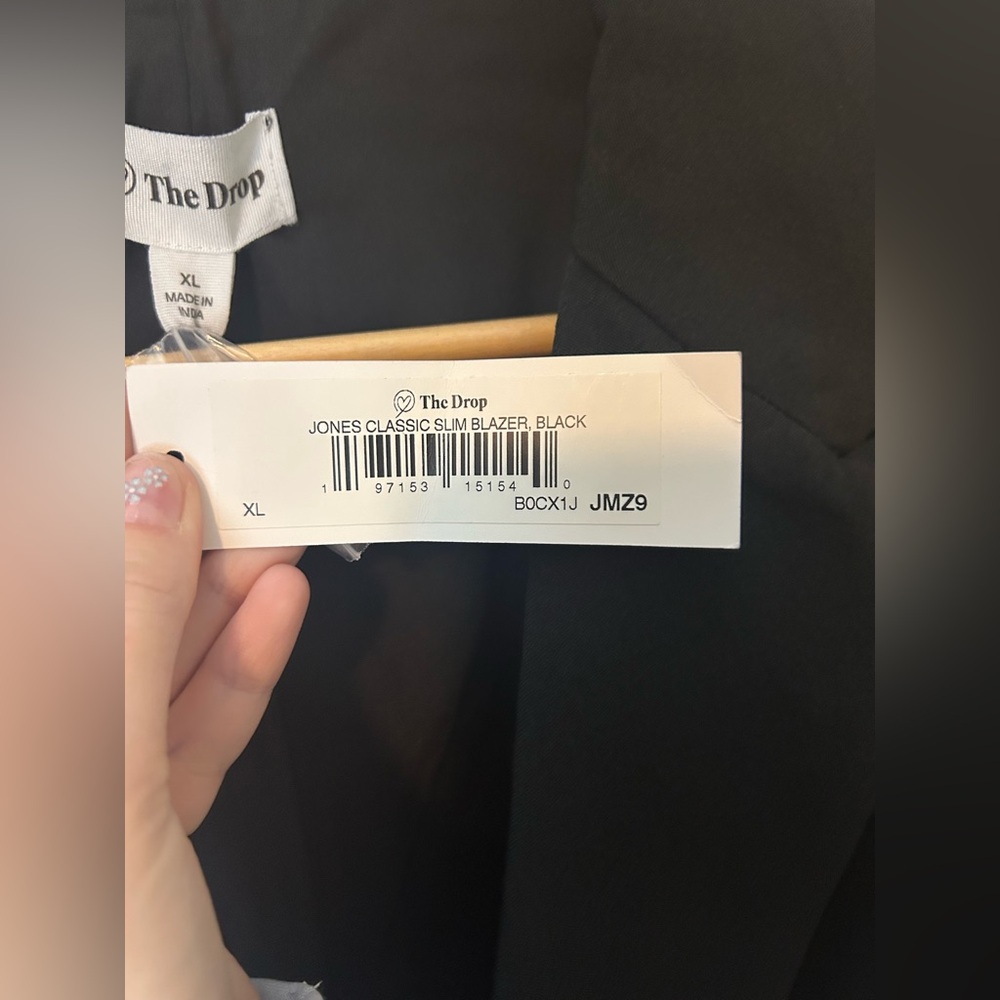 The Drop
XL
MADE IN
INDIA
The Drop
JONES CLASSIC SLIM BLAZER, BLACK
1 97153 15154 0
XL B0CX1J JMZ9